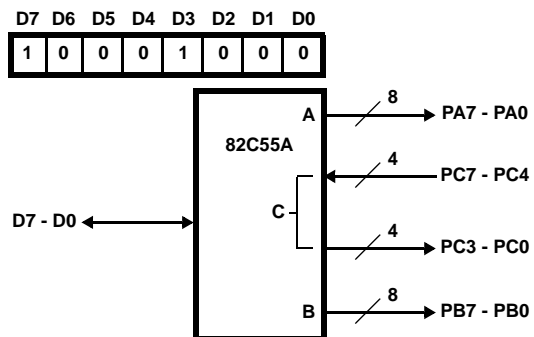 D7 D6 D5 D4 D3 D2 D1 D0
1 0 0 0 1 0 0 0
A 8 PA7 - PA0
82C55A
4 PC7 - PC4
C
D7 - D0
4 PC3 - PC0
B 8 PB7 - PB0